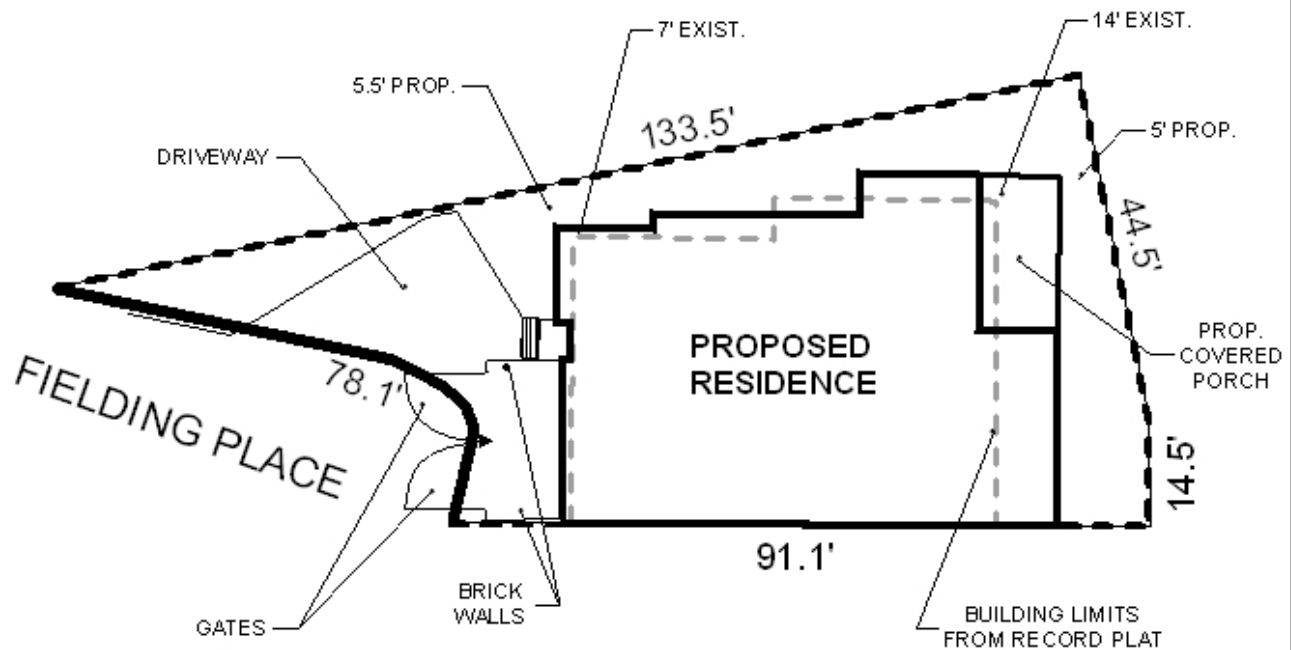 7' EXIST.
14' EXIST.
5.5' PROP.
133.5'
5' PROP.
DRIVEWAY
44.5'
PROPOSED
RESIDENCE
PROP.
COVERED
PORCH
78.1'
FIELDING PLACE
14.5'
91.1'
BRICK
WALLS
GATES
BUILDING LIMITS
FROM RECORD PLAT